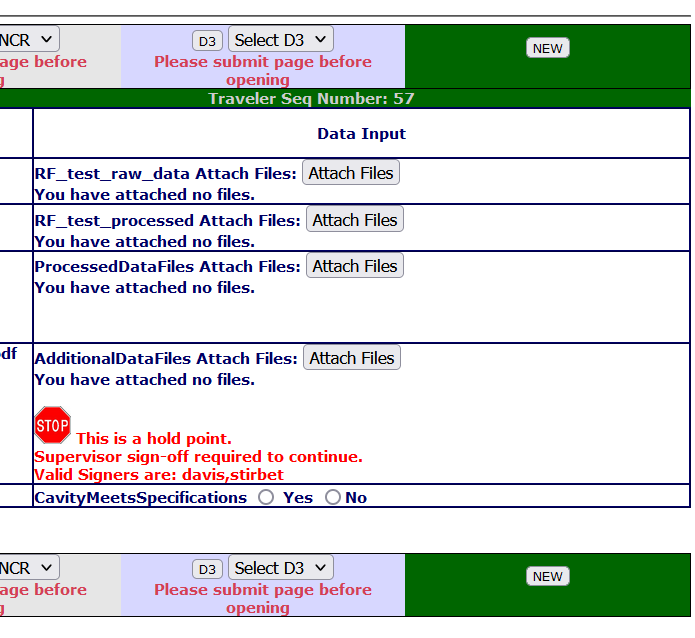 NCR D3 Select D3 NEW
age before Please submit page before
g opening
Traveler Seq Number: 57
Data Input
RF_test_raw_data Attach Files: Attach Files
You have attached no files.
RF_test_processed Attach Files: Attach Files
You have attached no files.
ProcessedDataFiles Attach Files: Attach Files
You have attached no files.
df AdditionalDataFiles Attach Files: Attach Files
You have attached no files.
STOP This is a hold point.
Supervisor sign-off required to continue.
Valid Signers are: davis,stirbet
CavityMeetsSpecifications Yes No
NCR D3 Select D3 NEW
age before Please submit page before
g opening